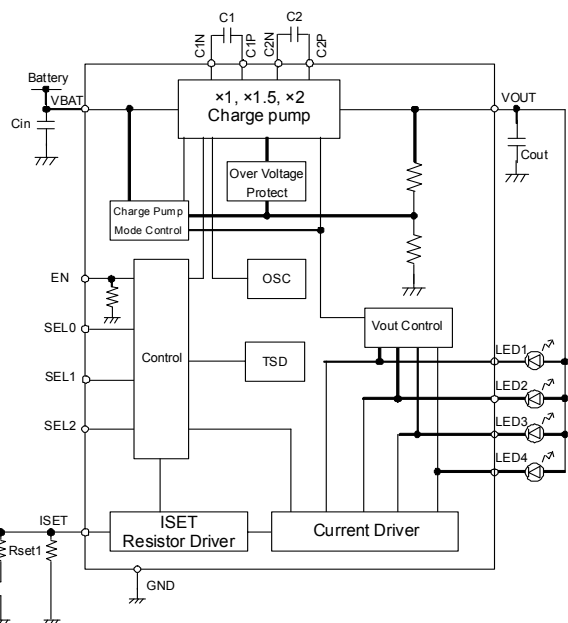 C1
C2
C1N
C1P
C2N
C2P
Battery
VBAT
×1, ×1.5, ×2
Charge pump
VOUT
Cin
Cout
Over Voltage
Protect
Charge Pump
Mode Control
EN
OSC
SEL0
Vout Control
Control
TSD
LED1
SEL1
LED2
SEL2
LED3
LED4
ISET
ISET
Resistor Driver
Current Driver
Rset1
GND